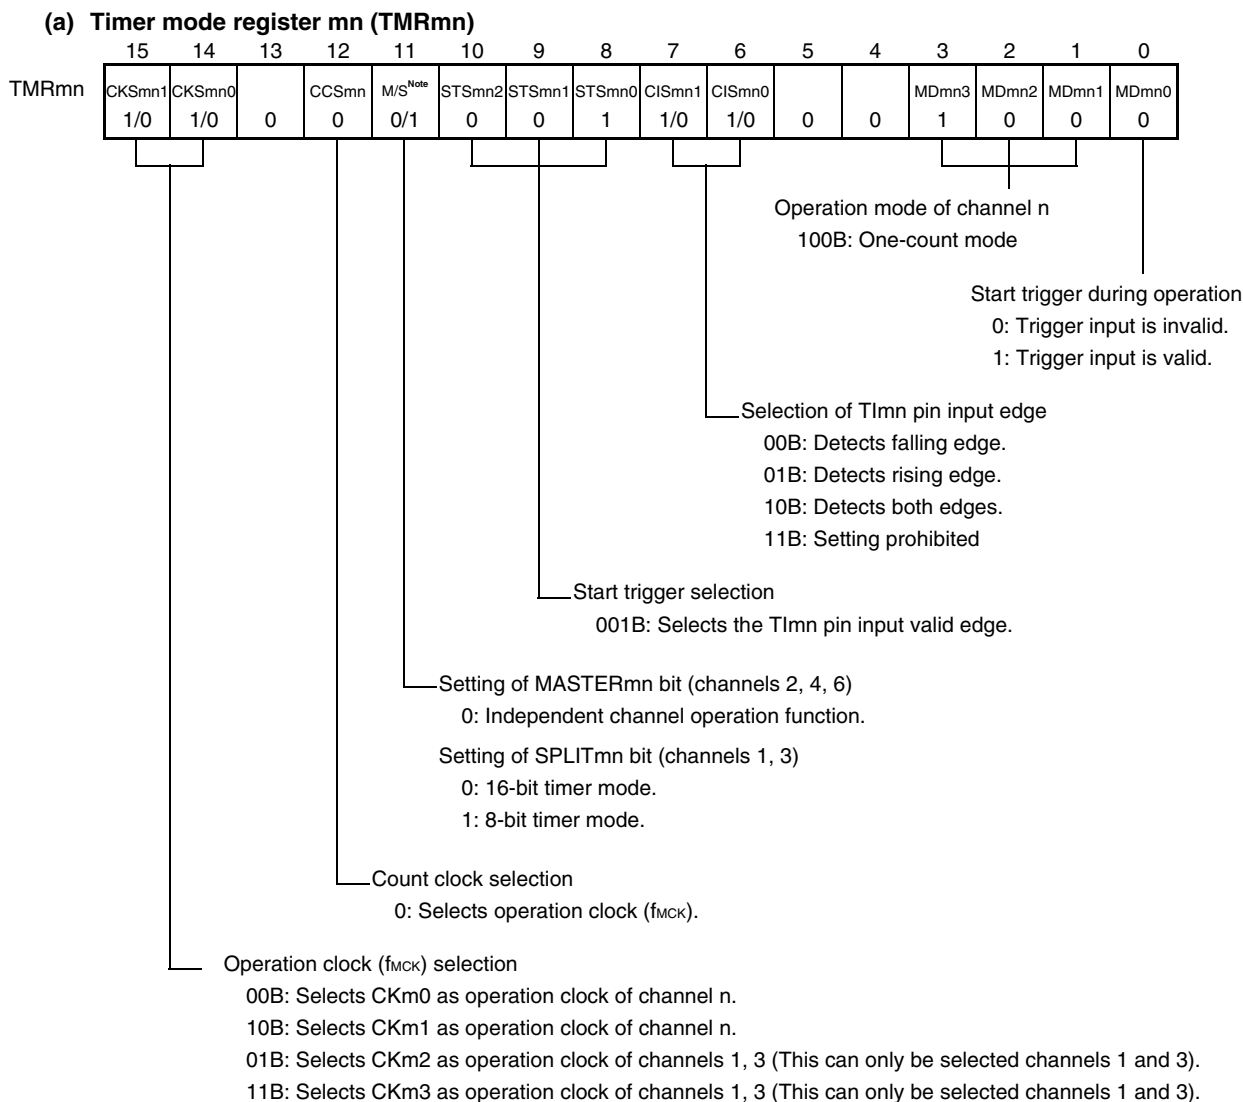 (a) Timer mode register mn (TMRmn)
15 14 13 12 11 10 9 8 7 6 5 4 3 2 1 0
TMRmn CKSmn1 CKSmn0 CCSmn M/S^Note STSmn2 STSmn1 STSmn0 CISmn1 CISmn0 MDmn3 MDmn2 MDmn1 MDmn0
1/0 1/0 0 0 0/1 0 0 1 1/0 1/0 0 0 1 0 0 0
Operation mode of channel n
100B: One-count mode
Start trigger during operation
0: Trigger input is invalid.
1: Trigger input is valid.
Selection of TImn pin input edge
00B: Detects falling edge.
01B: Detects rising edge.
10B: Detects both edges.
11B: Setting prohibited
Start trigger selection
001B: Selects the TImn pin input valid edge.
Setting of MASTERmn bit (channels 2, 4, 6)
0: Independent channel operation function.
Setting of SPLITmn bit (channels 1, 3)
0: 16-bit timer mode.
1: 8-bit timer mode.
Count clock selection
0: Selects operation clock (fMCK).
Operation clock (fMCK) selection
00B: Selects CKm0 as operation clock of channel n.
10B: Selects CKm1 as operation clock of channel n.
01B: Selects CKm2 as operation clock of channels 1, 3 (This can only be selected channels 1 and 3).
11B: Selects CKm3 as operation clock of channels 1, 3 (This can only be selected channels 1 and 3).